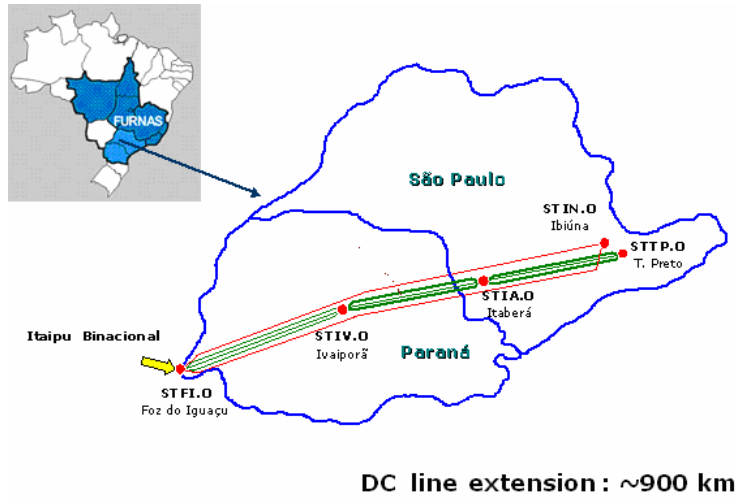 FURNAS
São Paulo
STIN.O
Ibiúna
STTP.O
T. Preto
STIA.O
Itaberá
STIV.O
Ivaiporã
Paraná
Itaipu Binacional
STFI.O
Foz do Iguaçu
DC line extension : ~900 km